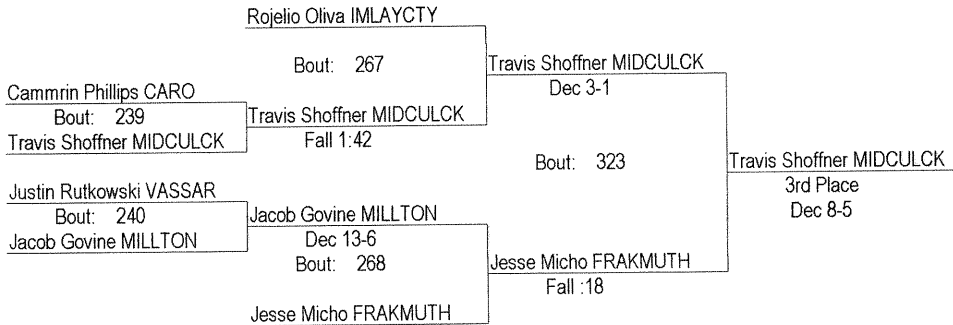 Rojelio Oliva IMLAYCTY
Bout: 267
Travis Shoffner MIDCULCK
Dec 3-1
Cammrin Phillips CARO
Bout: 239
Travis Shoffner MIDCULCK
Travis Shoffner MIDCULCK
Fall 1:42
Bout: 323
Travis Shoffner MIDCULCK
3rd Place
Dec 8-5
Justin Rutkowski VASSAR
Bout: 240
Jacob Govine MILLTON
Jacob Govine MILLTON
Dec 13-6
Bout: 268
Jesse Micho FRAKMUTH
Fall :18
Jesse Micho FRAKMUTH